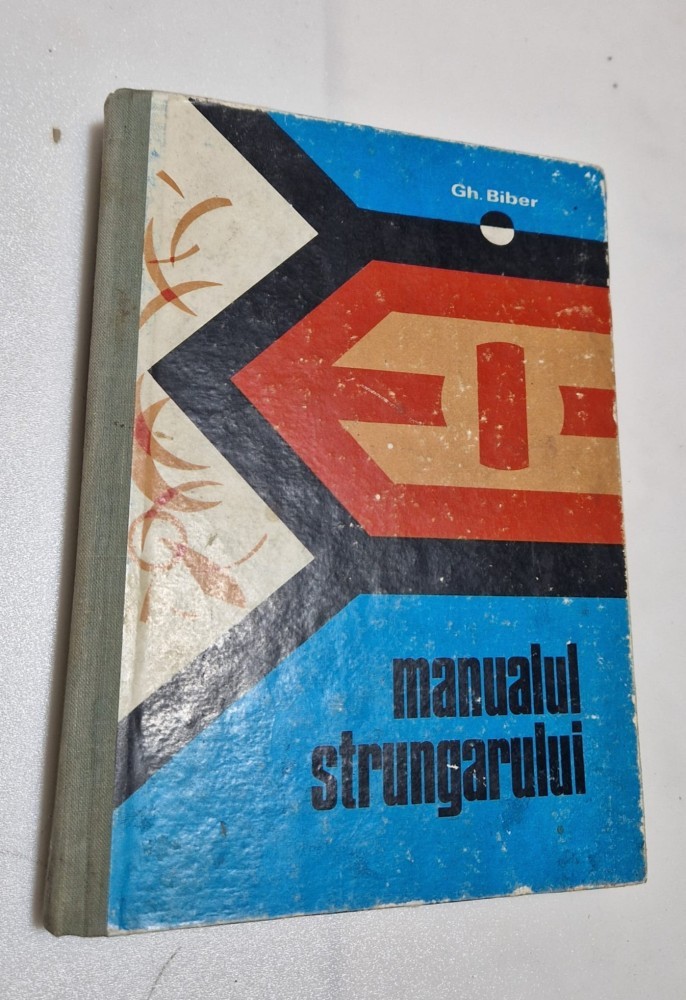 Gh. Biber
manualul
strungarului